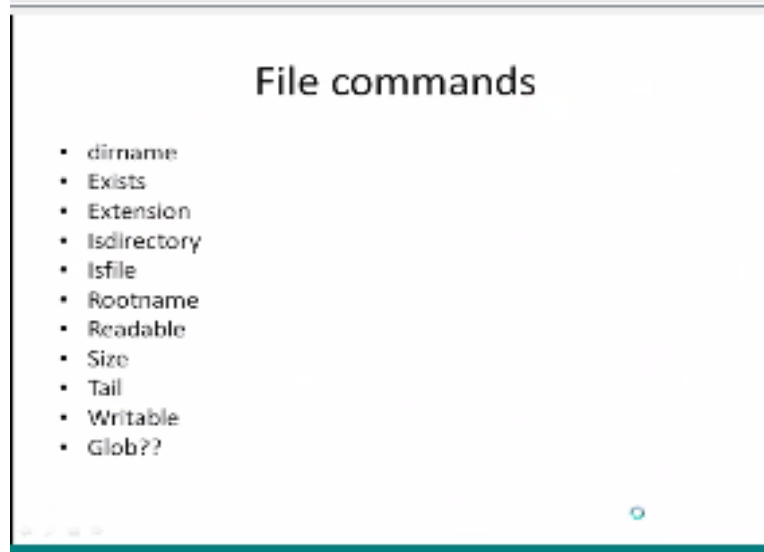 File commands
• dirname
• Exists
• Extension
• Isdirectory
• Isfile
• Rootname
• Readable
• Size
• Tail
• Writable
• Glob??